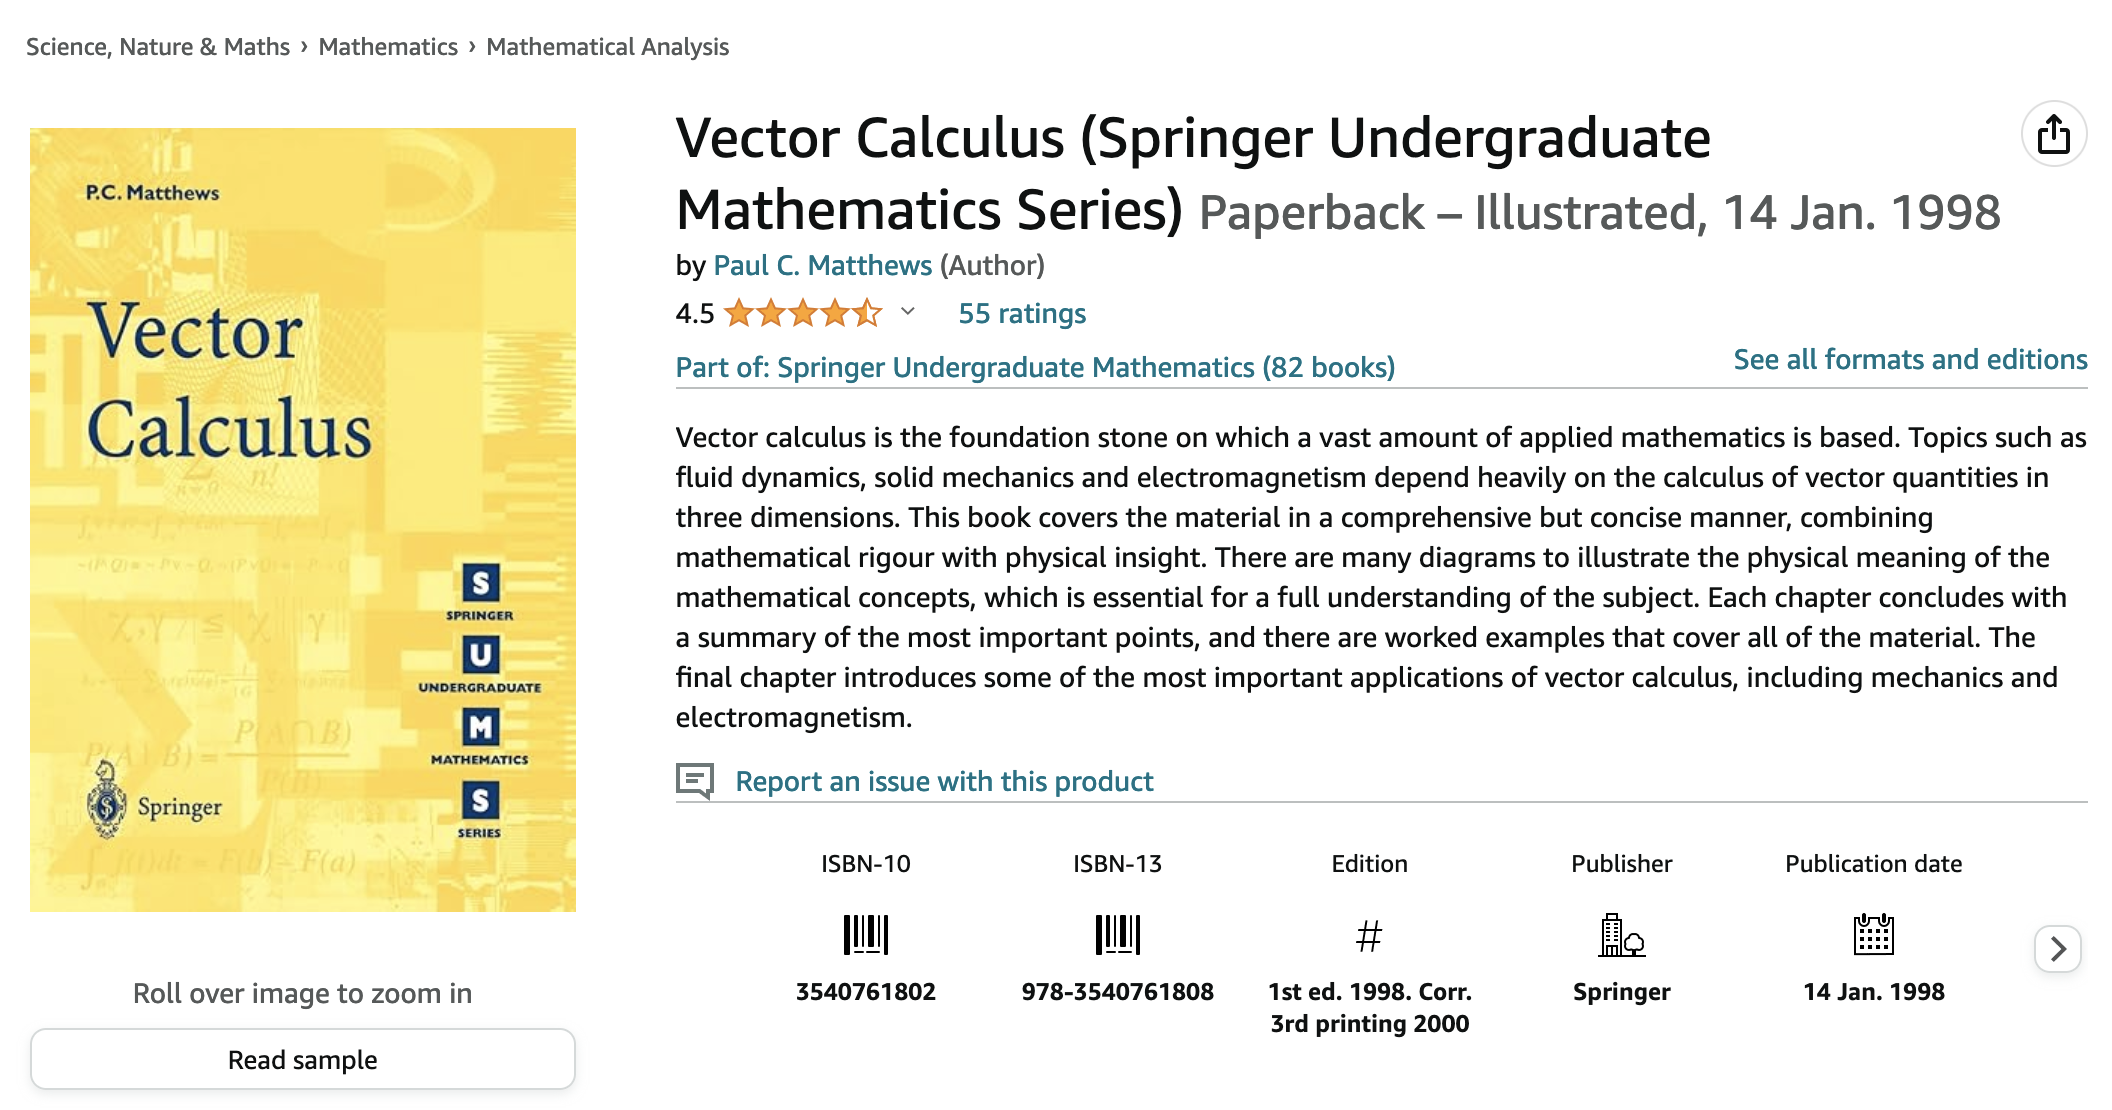 Science, Nature & Maths › Mathematics › Mathematical Analysis
P.C. Matthews
Vector
Calculus
n=0 n!
S
SPRINGER
U
UNDERGRADUATE
M
MATHEMATICS
S
SERIES
P(A∩B)
P(A|B) =
P(B)
Springer
∫ f(t)dt = F(b) - F(a)
Roll over image to zoom in
Read sample
Vector Calculus (Springer Undergraduate
Mathematics Series) Paperback – Illustrated, 14 Jan. 1998
by Paul C. Matthews (Author)
4.5 55 ratings
Part of: Springer Undergraduate Mathematics (82 books)
See all formats and editions
Vector calculus is the foundation stone on which a vast amount of applied mathematics is based. Topics such as
fluid dynamics, solid mechanics and electromagnetism depend heavily on the calculus of vector quantities in
three dimensions. This book covers the material in a comprehensive but concise manner, combining
mathematical rigour with physical insight. There are many diagrams to illustrate the physical meaning of the
mathematical concepts, which is essential for a full understanding of the subject. Each chapter concludes with
a summary of the most important points, and there are worked examples that cover all of the material. The
final chapter introduces some of the most important applications of vector calculus, including mechanics and
electromagnetism.
Report an issue with this product
ISBN-10 ISBN-13 Edition Publisher Publication date
#
3540761802 978-3540761808 1st ed. 1998. Corr. Springer 14 Jan. 1998
3rd printing 2000